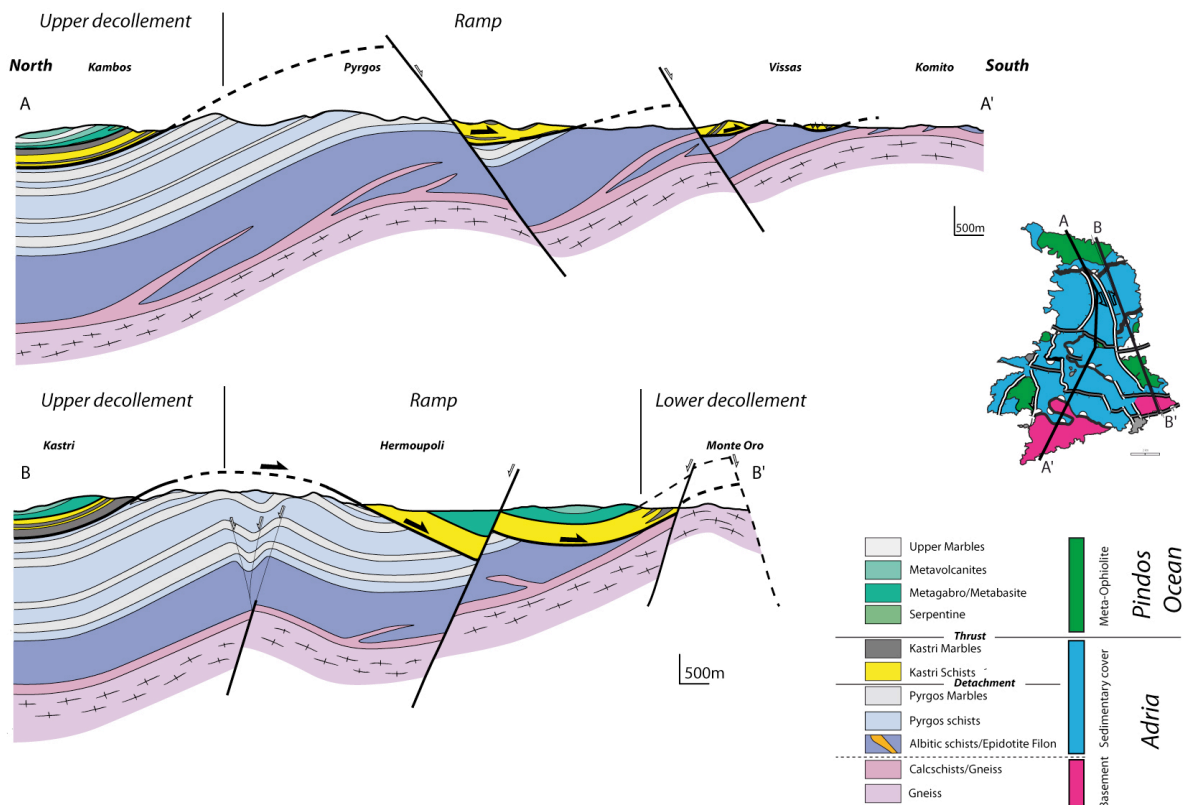 Upper decollement
Ramp
North
Kambos
Pyrgos
Vissas
Komito
South
A
A'
500m
A
B
B'
A'
Upper decollement
Ramp
Lower decollement
Kastri
Hermoupoli
Monte Oro
B
B'
500m
Upper Marbles
Metavolcanites
Metagabro/Metabasite
Serpentine
Thrust
Kastri Marbles
Kastri Schists
Detachment
Pyrgos Marbles
Pyrgos schists
Albitic schists/Epidotite Filon
Calcschists/Gneiss
Gneiss
Meta-Ophiolite
Sedimentary cover
Basement
Pindos
Ocean
Adria